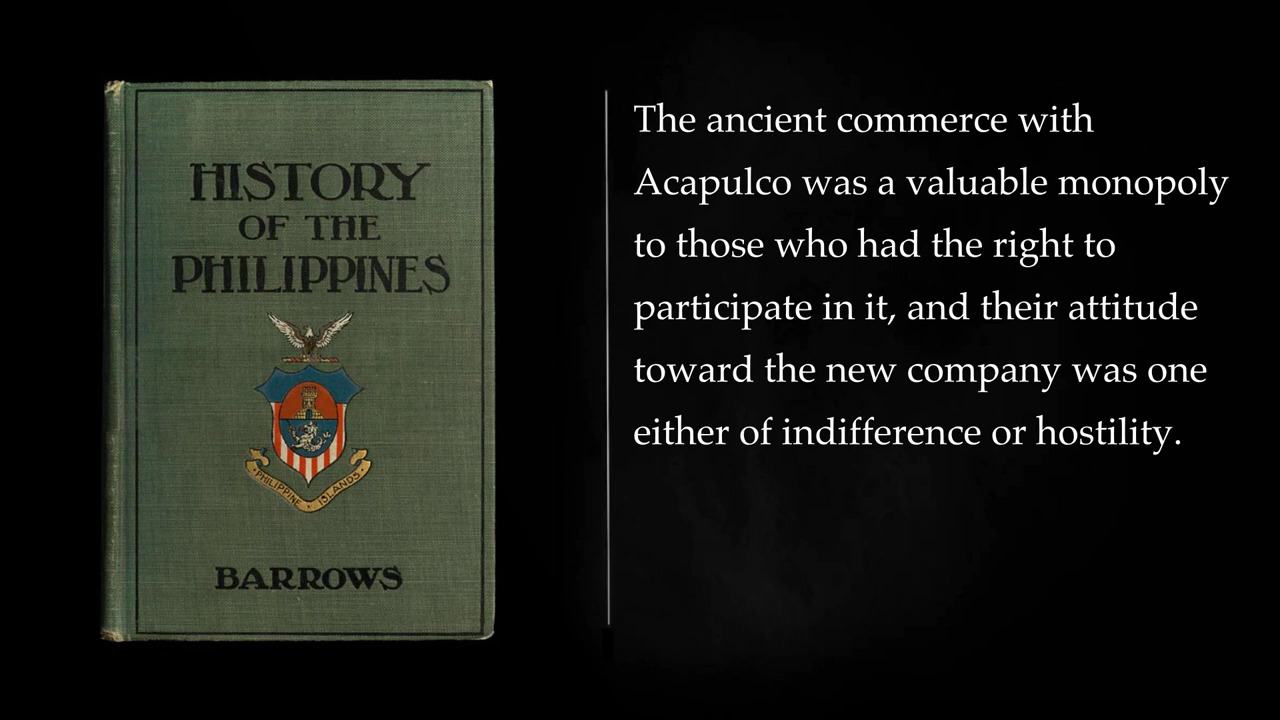 HISTORY
OF THE
PHILIPPINES
PHILIPPINE ISLANDS
BARROWS
The ancient commerce with
Acapulco was a valuable monopoly
to those who had the right to
participate in it, and their attitude
toward the new company was one
either of indifference or hostility.